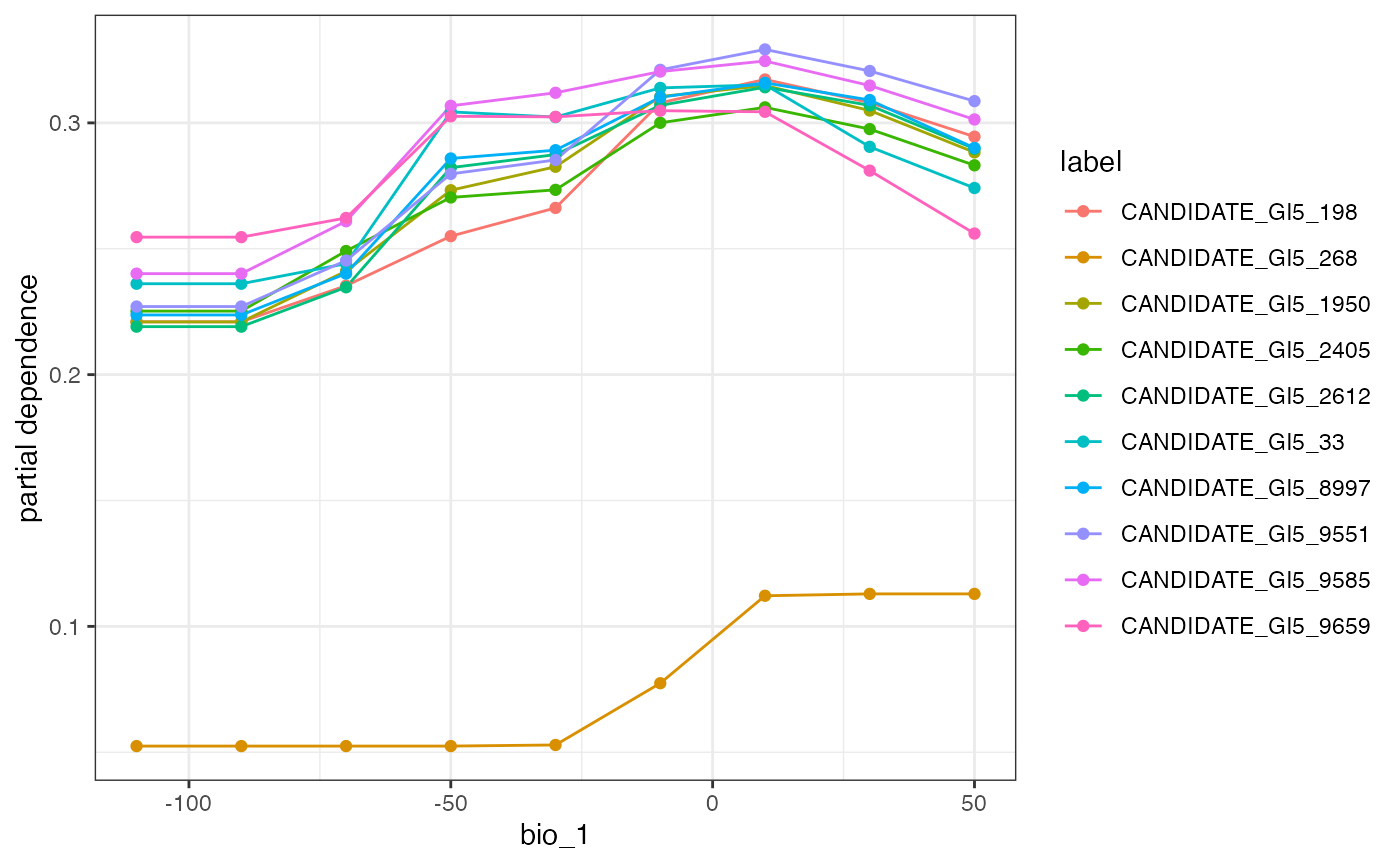 0.3
0.2
0.1
-100
-50
0
50
bio_1
partial dependence
label
CANDIDATE_GI5_198
CANDIDATE_GI5_268
CANDIDATE_GI5_1950
CANDIDATE_GI5_2405
CANDIDATE_GI5_2612
CANDIDATE_GI5_33
CANDIDATE_GI5_8997
CANDIDATE_GI5_9551
CANDIDATE_GI5_9585
CANDIDATE_GI5_9659